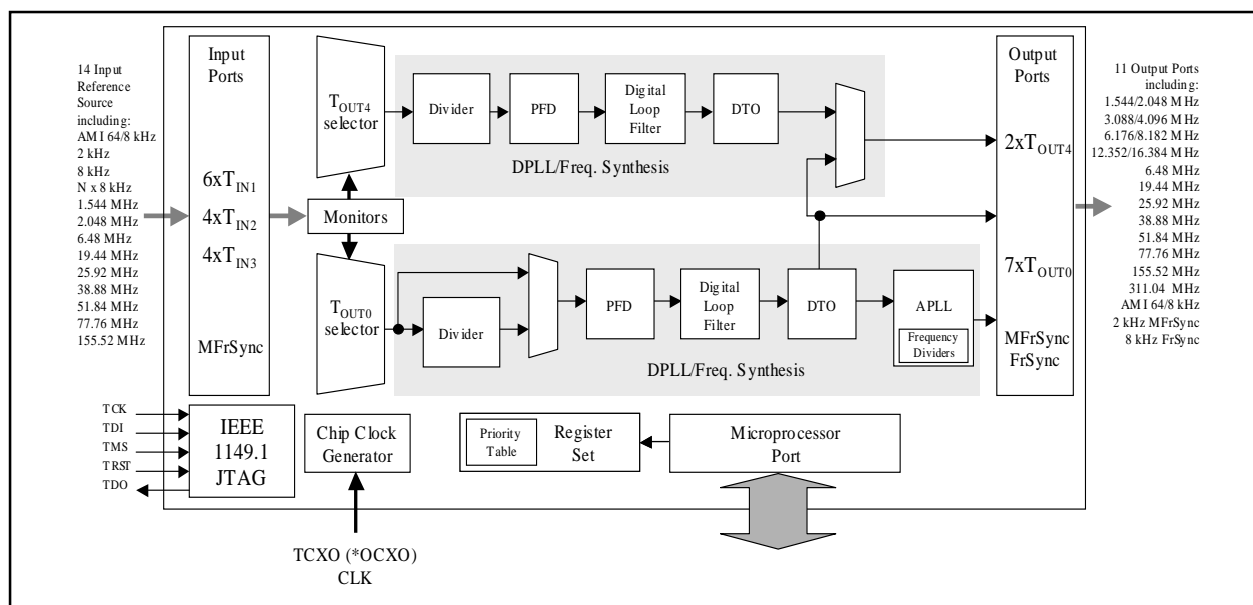 14 Input
Reference
Source
including:
AMI 64/8 kHz
2 kHz
8 kHz
N x 8 kHz
1.544 MHz
2.048 MHz
6.48 MHz
19.44 MHz
25.92 MHz
38.88 MHz
51.84 MHz
77.76 MHz
155.52 MHz
Input
Ports
6xTIN1
4xTIN2
4xTIN3
MFrSync
TOUT4
selector
Monitors
TOUT0
selector
Divider
PFD
Digital
Loop
Filter
DTO
DPLL/Freq. Synthesis
Divider
PFD
Digital
Loop
Filter
DTO
APLL
Frequency
Dividers
DPLL/Freq. Synthesis
Output
Ports
2xTOUT4
7xTOUT0
MFrSync
FrSync
11 Output Ports
including:
1.544/2.048 MHz
3.088/4.096 MHz
6.176/8.182 MHz
12.352/16.384 MHz
6.48 MHz
19.44 MHz
25.92 MHz
38.88 MHz
51.84 MHz
77.76 MHz
155.52 MHz
311.04 MHz
AMI 64/8 kHz
2 kHz MFrSync
8 kHz FrSync
TCK
TDI
TMS
TRST
TDO
IEEE
1149.1
JTAG
Chip Clock
Generator
TCXO (*OCXO)
CLK
Priority
Table
Register
Set
Microprocessor
Port